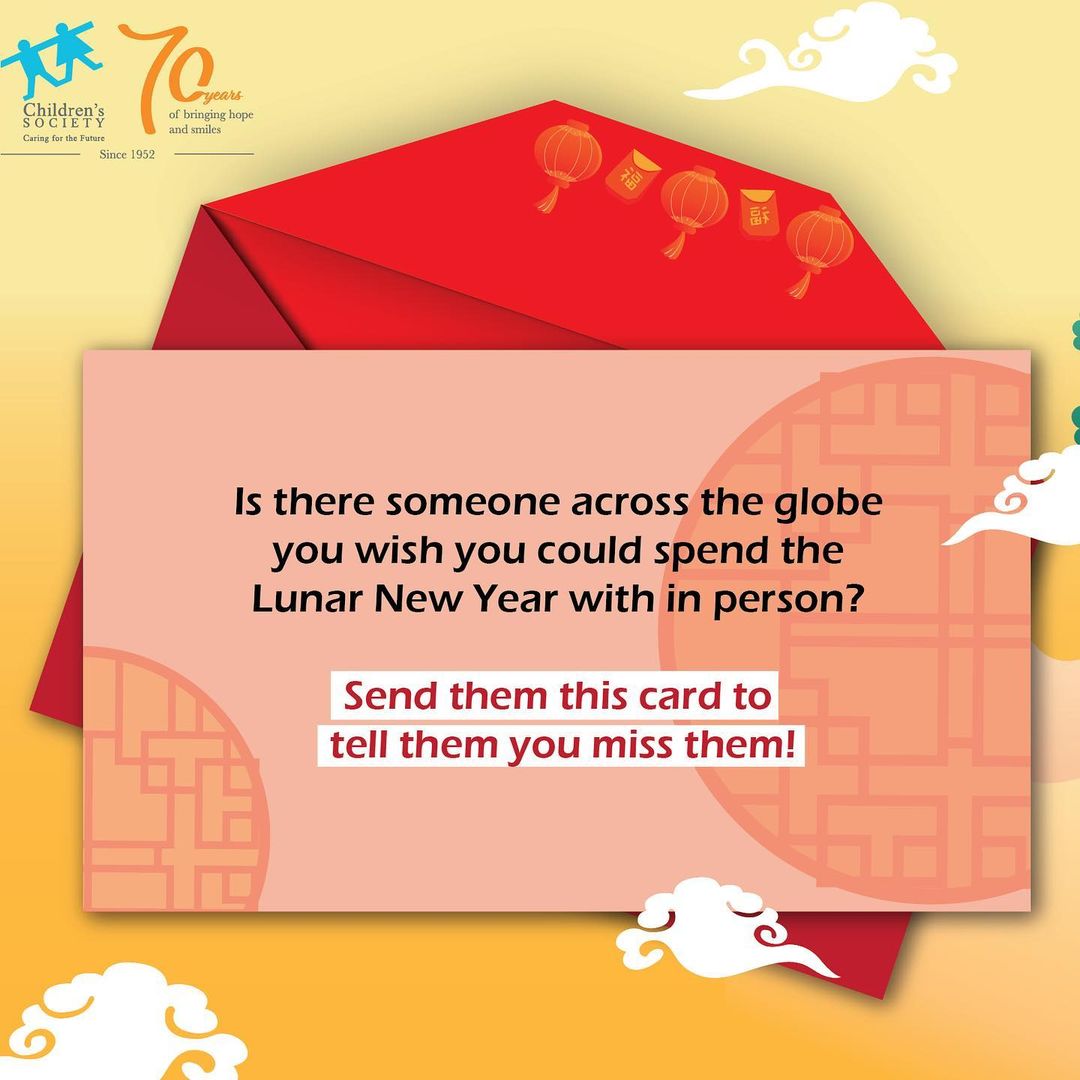 Children's
SOCIETY
Caring for the Future
70 years
of bringing hope
and smiles
Since 1952
福
福
Is there someone across the globe
you wish you could spend the
Lunar New Year with in person?
Send them this card to
tell them you miss them!